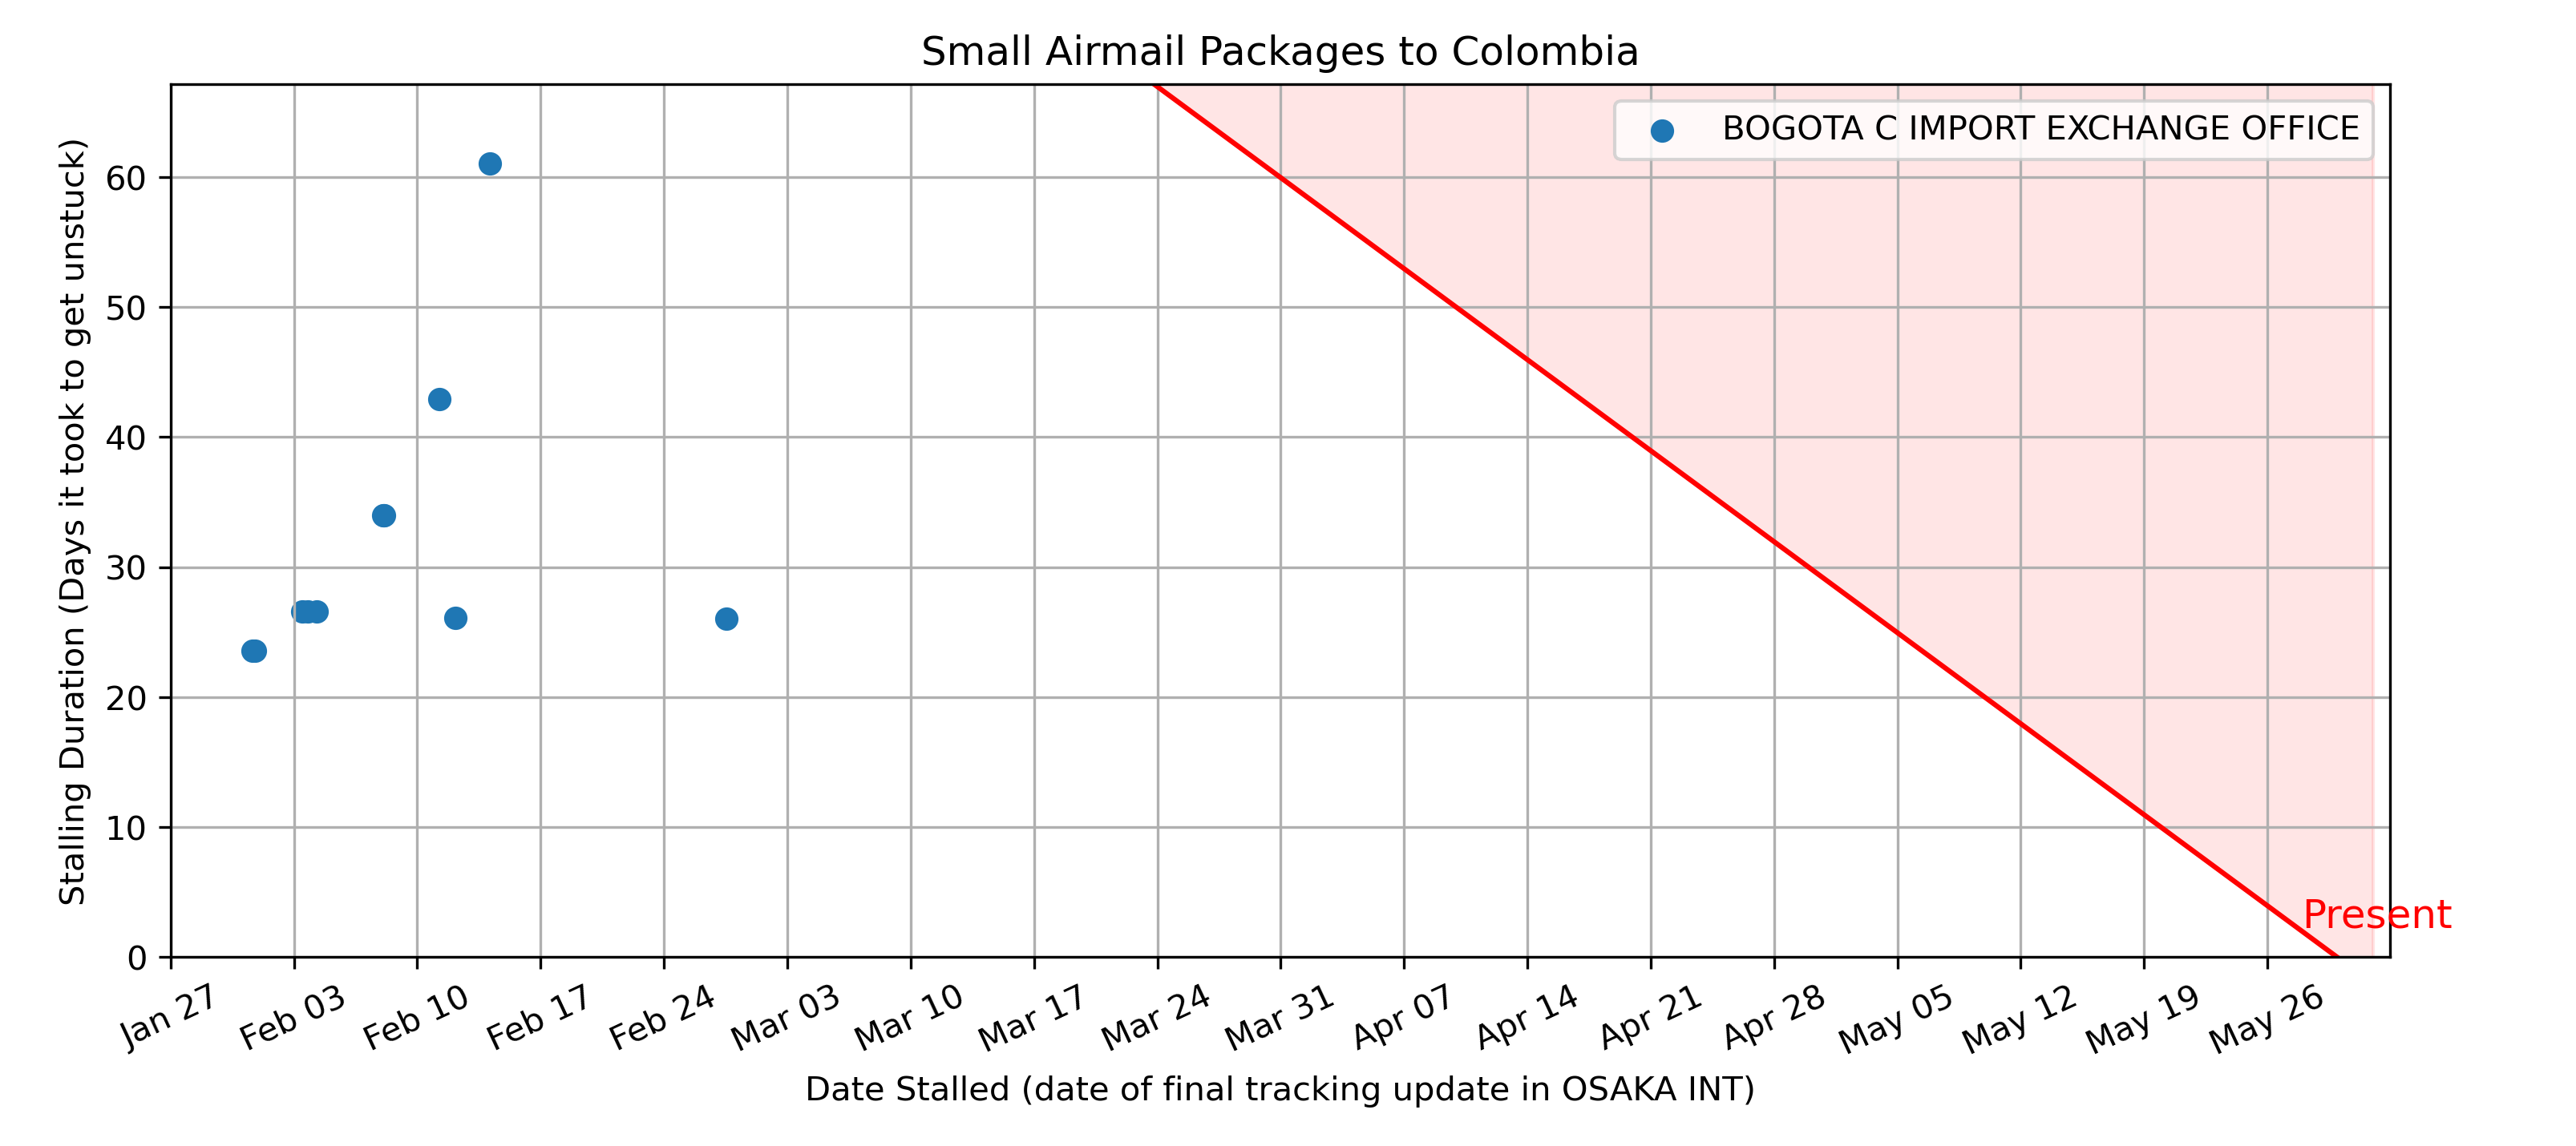 Small Airmail Packages to Colombia
BOGOTA C IMPORT EXCHANGE OFFICE
Stalling Duration (Days it took to get unstuck)
60
50
40
30
20
10
0
Present
Jan 27
Feb 03
Feb 10
Feb 17
Feb 24
Mar 03
Mar 10
Mar 17
Mar 24
Mar 31
Apr 07
Apr 14
Apr 21
Apr 28
May 05
May 12
May 19
May 26
Date Stalled (date of final tracking update in OSAKA INT)